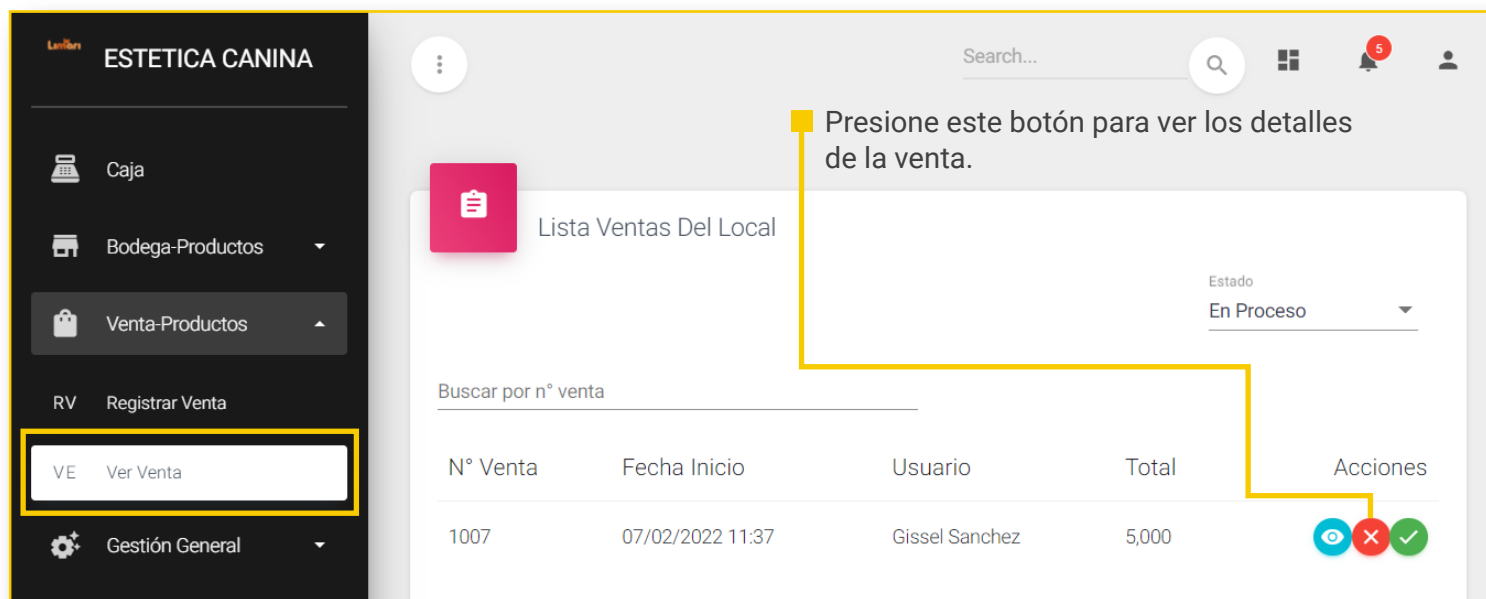 Limbri
ESTETICA CANINA
Search...
5
Presione este botón para ver los detalles
de la venta.
Caja
Lista Ventas Del Local
Bodega-Productos
Estado
En Proceso
Venta-Productos
Buscar por n° venta
RV Registrar Venta
VE Ver Venta
N° Venta Fecha Inicio Usuario Total Acciones
1007 07/02/2022 11:37 Gissel Sanchez 5,000
Gestión General